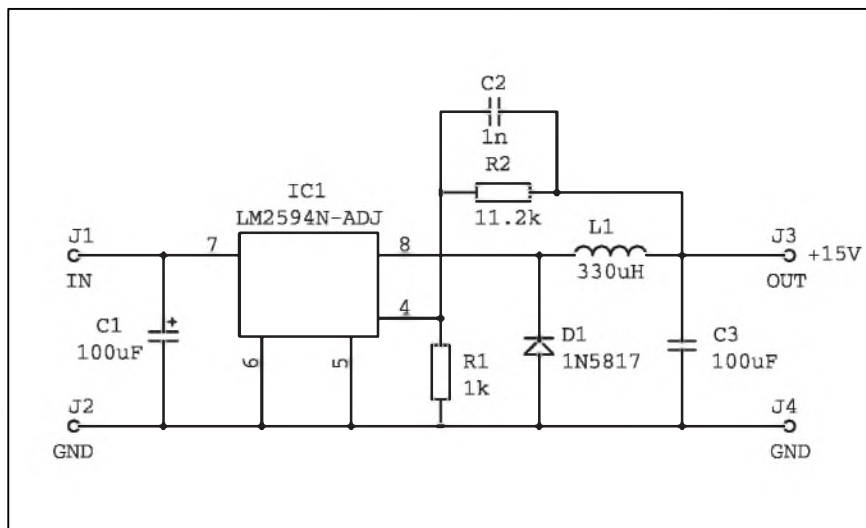 C2
1n
R2
11.2k
IC1
LM2594N-ADJ
J1
IN
7
8
4
6
5
L1
330uH
J3
+15V
OUT
C1
+
100uF
R1
1k
D1
1N5817
C3
100uF
J2
GND
J4
GND